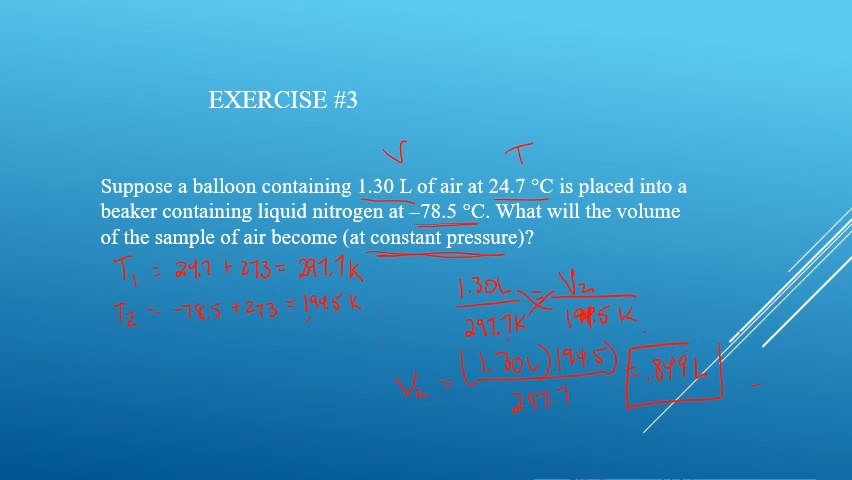 EXERCISE #3
V T
Suppose a balloon containing 1.30 L of air at 24.7 °C is placed into a
beaker containing liquid nitrogen at –78.5 °C. What will the volume
of the sample of air become (at constant pressure)?
T1 = 24.7 + 273 = 297.7 K
T2 = -78.5 + 273 = 194.5 K
1.30L / 297.7K = V2 / 194.5 K
V2 = (1.30L)(194.5) / 297.7 = .849 L